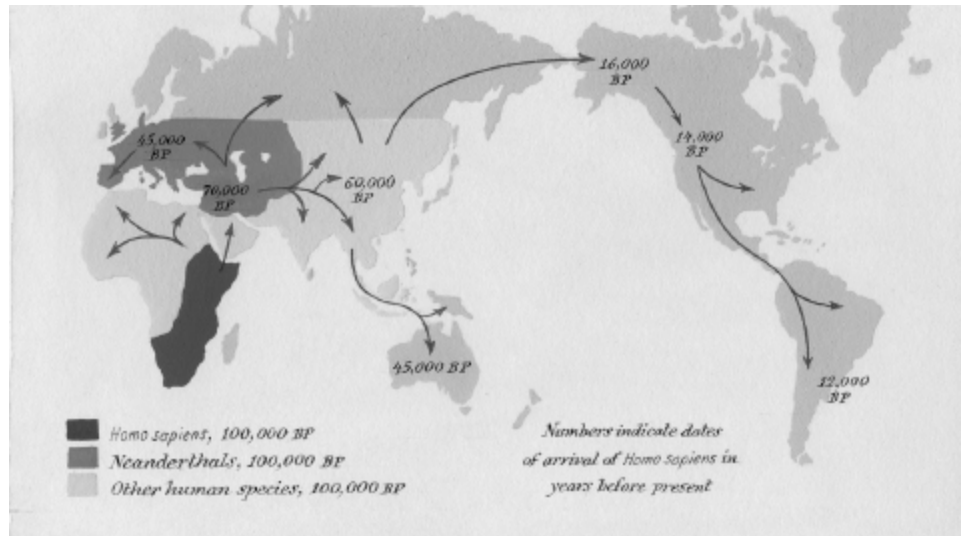 16,000
BP
14,000
BP
45,000
BP
70,000
BP
60,000
BP
45,000 BP
12,000
BP
Homo sapiens, 100,000 BP
Neanderthals, 100,000 BP
Other human species, 100,000 BP
Numbers indicate dates
of arrival of Homo sapiens in
years before present